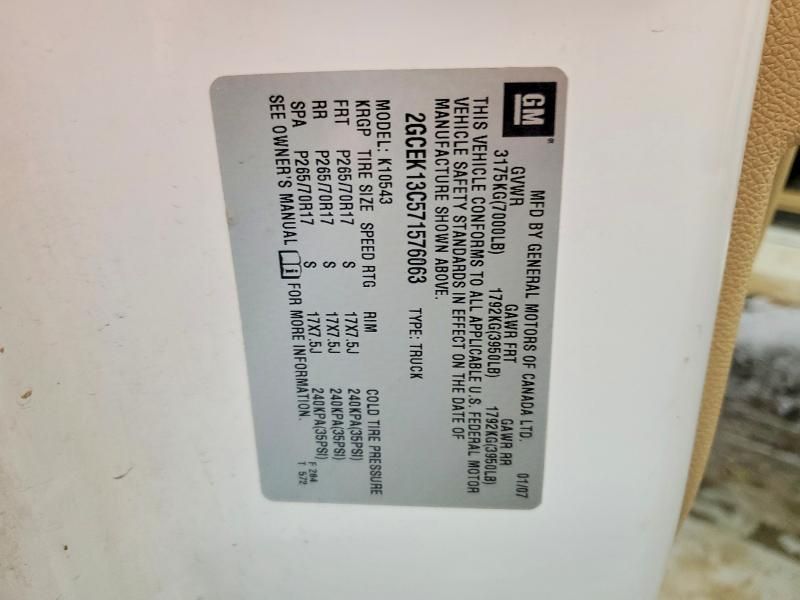 GM®
MFD BY GENERAL MOTORS OF CANADA LTD. 01/07
GVWR GAWR FRT GAWR RR
3175KG(7000LB) 1792KG(3950LB) 1792KG(3950LB)
THIS VEHICLE CONFORMS TO ALL APPLICABLE U.S. FEDERAL MOTOR
VEHICLE SAFETY STANDARDS IN EFFECT ON THE DATE OF
MANUFACTURE SHOWN ABOVE.
2GCEK13C571576063 TYPE: TRUCK
MODEL: K10543
KRGP TIRE SIZE SPEED RTG RIM COLD TIRE PRESSURE
FRT P265/70R17 S 17X7.5J 240KPA(35PSI)
RR P265/70R17 S 17X7.5J 240KPA(35PSI)
SPA P265/70R17 S 17X7.5J 240KPA(35PSI)
SEE OWNER'S MANUAL FOR MORE INFORMATION.
F 284
T 572